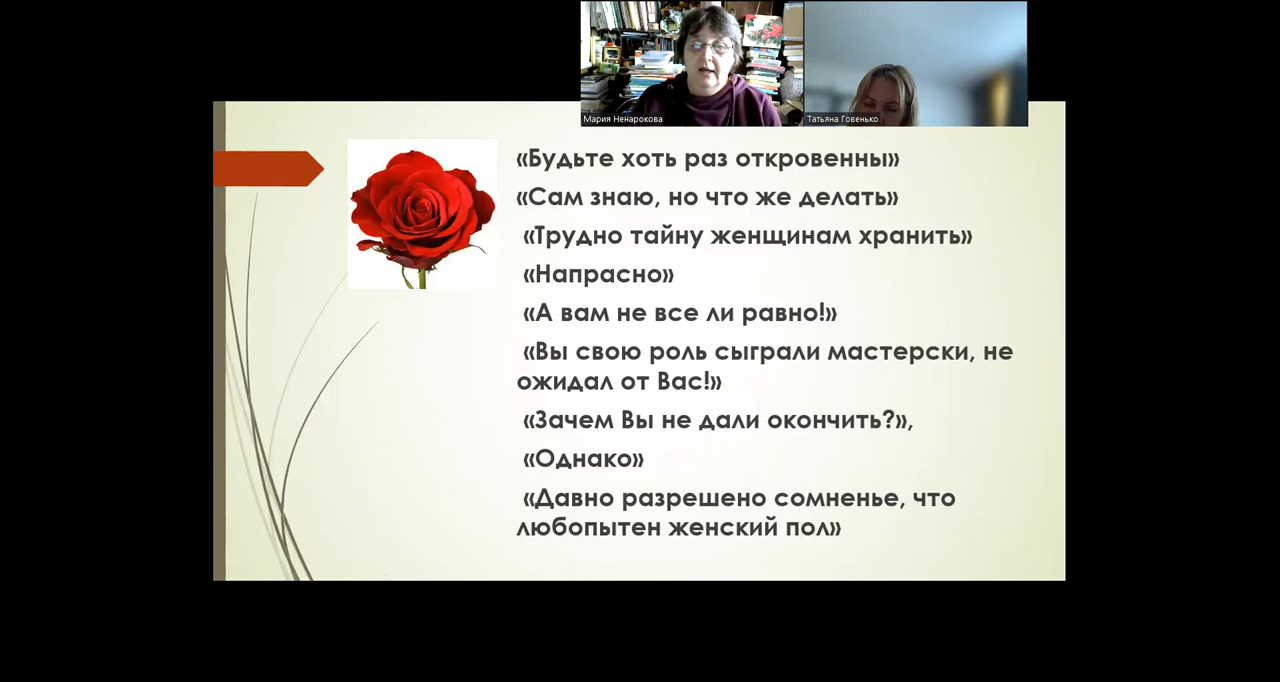 Мария Ненарокова
Татьяна Говенько
«Будьте хоть раз откровенны»
«Сам знаю, но что же делать»
«Трудно тайну женщинам хранить»
«Напрасно»
«А вам не все ли равно!»
«Вы свою роль сыграли мастерски, не
ожидал от Вас!»
«Зачем Вы не дали окончить?»,
«Однако»
«Давно разрешено сомненье, что
любопытен женский пол»